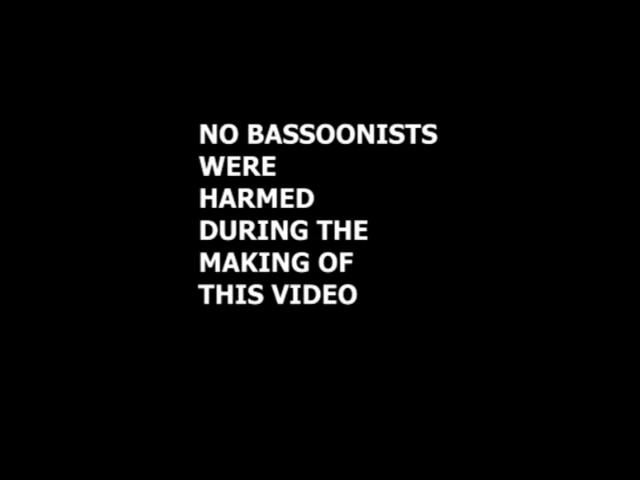 NO BASSOONISTS
WERE
HARMED
DURING THE
MAKING OF
THIS VIDEO